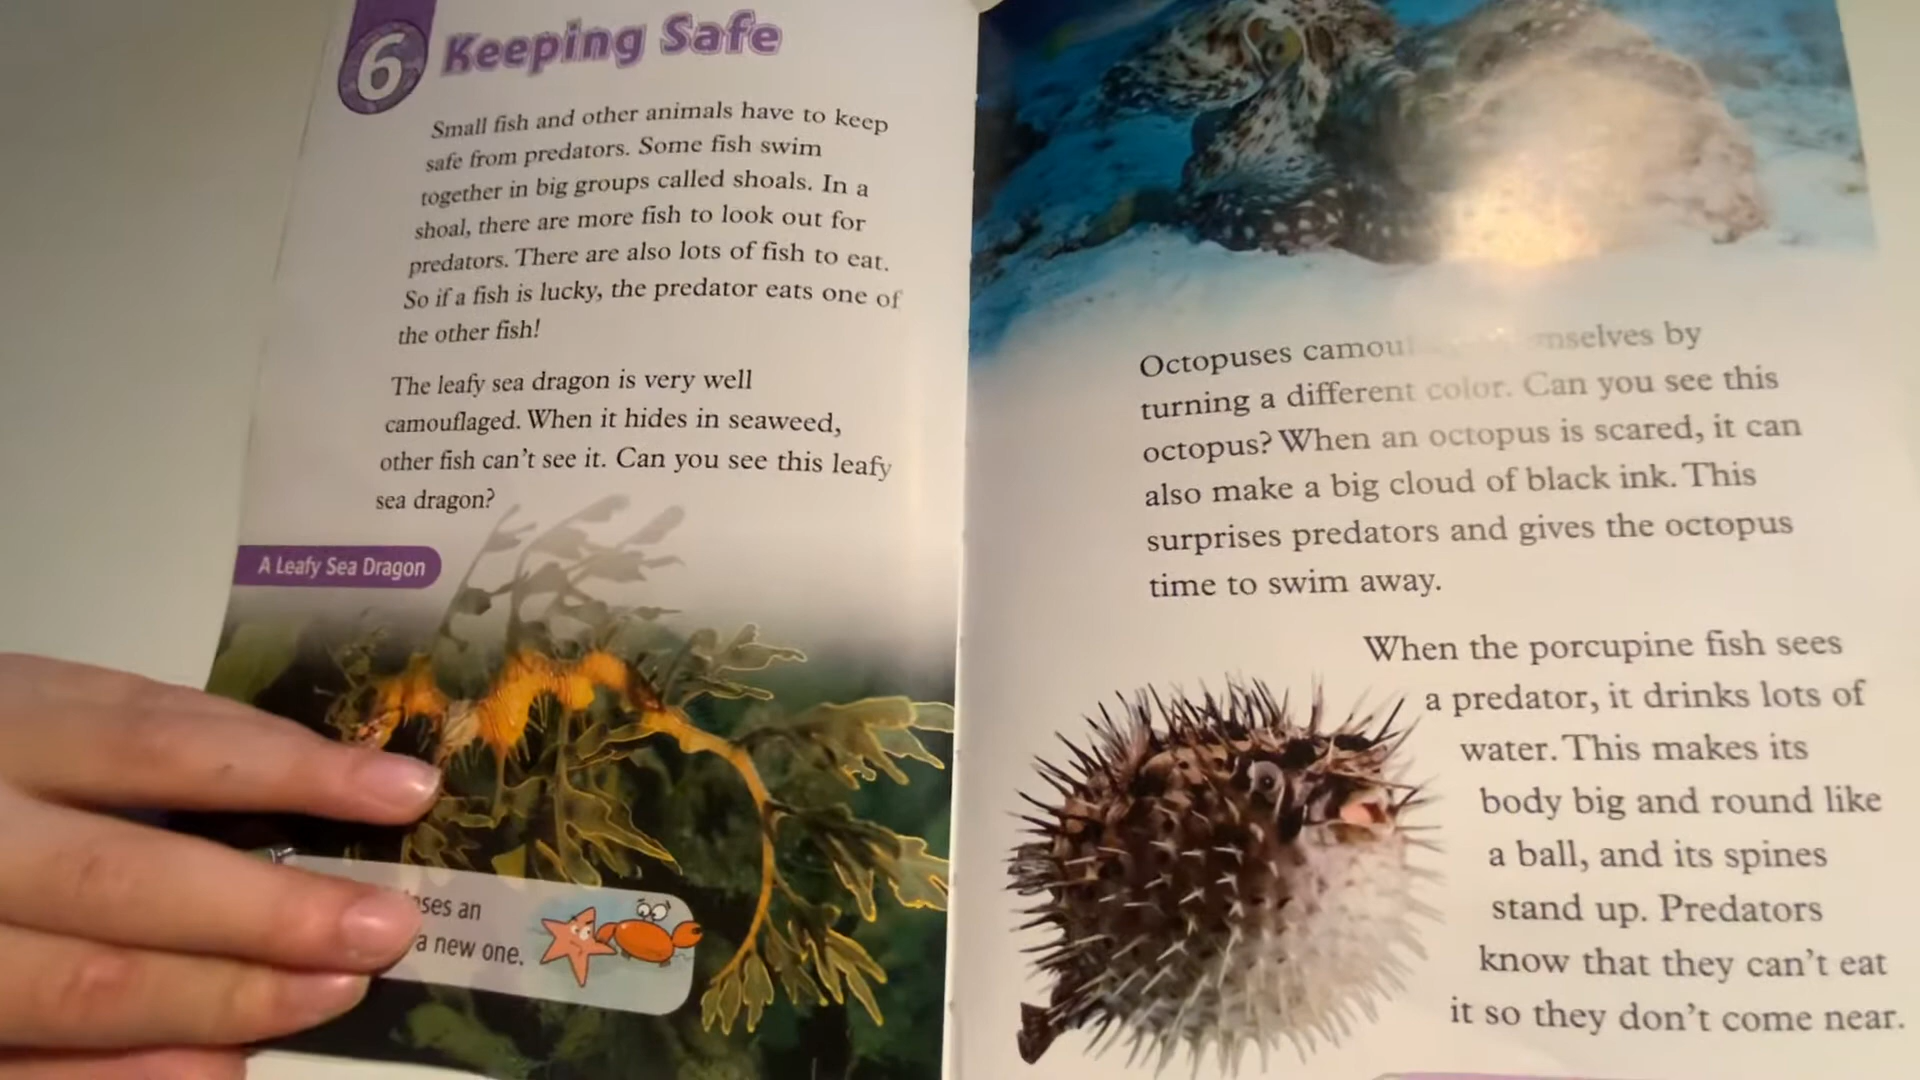 6 Keeping Safe
Small fish and other animals have to keep
safe from predators. Some fish swim
together in big groups called shoals. In a
shoal, there are more fish to look out for
predators. There are also lots of fish to eat.
So if a fish is lucky, the predator eats one of
the other fish!
The leafy sea dragon is very well
camouflaged. When it hides in seaweed,
other fish can't see it. Can you see this leafy
sea dragon?
A Leafy Sea Dragon
an
a new one.
Octopuses by
turning a different color. Can you see this
octopus? When an octopus is scared, it can
also make a big cloud of black ink. This
surprises predators and gives the octopus
time to swim away.
When the porcupine fish sees
a predator, it drinks lots of
water. This makes its
body big and round like
a ball, and its spines
stand up. Predators
know that they can't eat
it so they don't come near.